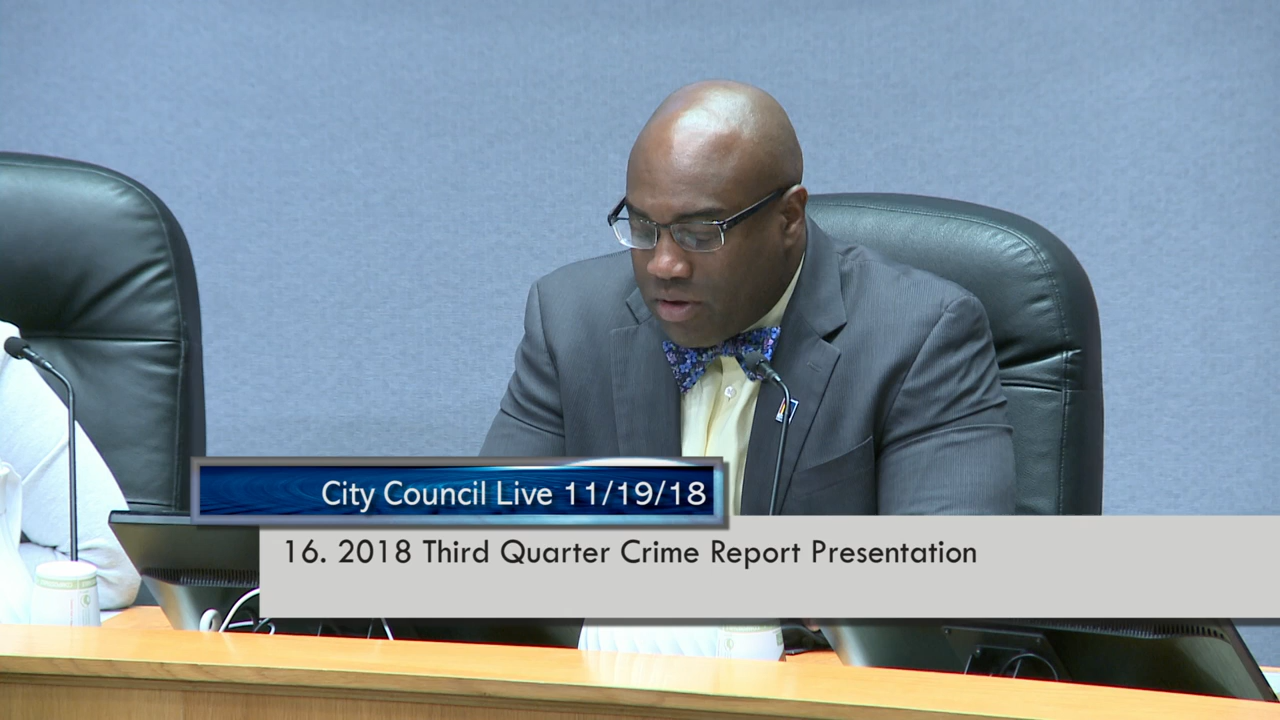 City Council Live 11/19/18
16. 2018 Third Quarter Crime Report Presentation